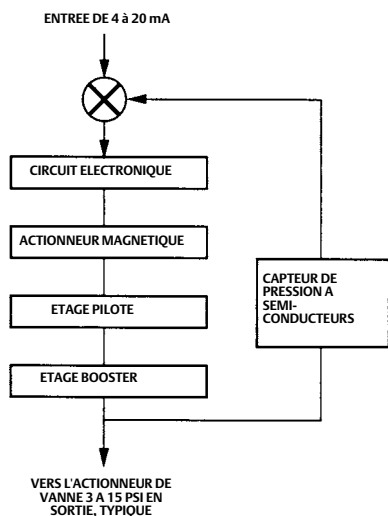 ENTREE DE 4 à 20 mA
CIRCUIT ELECTRONIQUE
ACTIONNEUR MAGNETIQUE
ETAGE PILOTE
ETAGE BOOSTER
CAPTEUR DE
PRESSION A
SEMI-
CONDUCTEURS
VERS L'ACTIONNEUR DE
VANNE 3 A 15 PSI EN
SORTIE, TYPIQUE